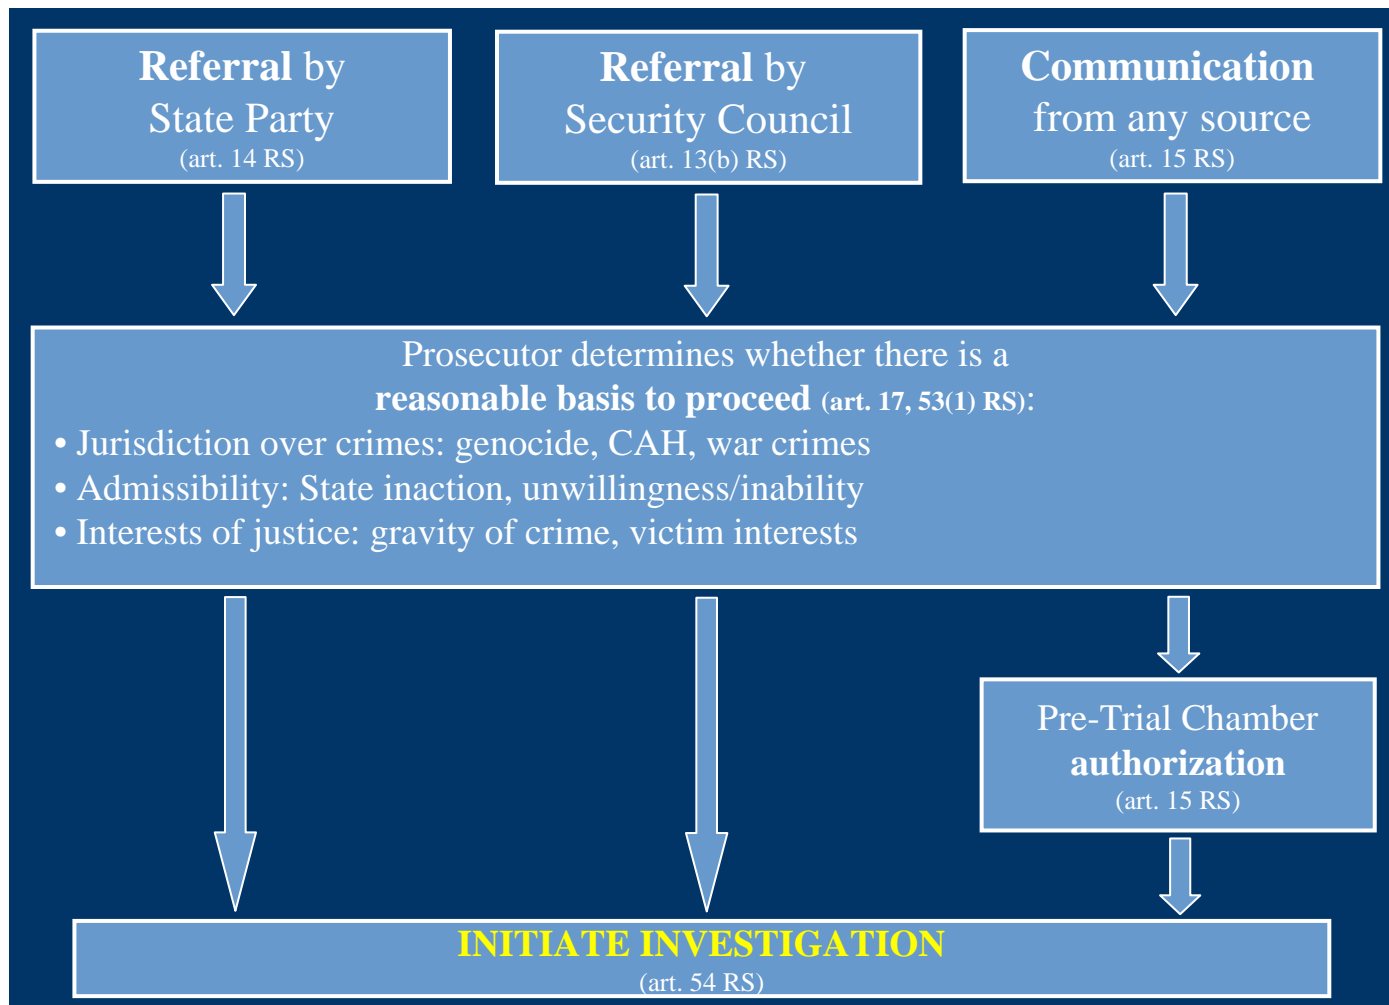 Referral by
State Party
(art. 14 RS)
Referral by
Security Council
(art. 13(b) RS)
Communication
from any source
(art. 15 RS)
Prosecutor determines whether there is a
reasonable basis to proceed (art. 17, 53(1) RS):
• Jurisdiction over crimes: genocide, CAH, war crimes
• Admissibility: State inaction, unwillingness/inability
• Interests of justice: gravity of crime, victim interests
Pre-Trial Chamber
authorization
(art. 15 RS)
INITIATE INVESTIGATION
(art. 54 RS)